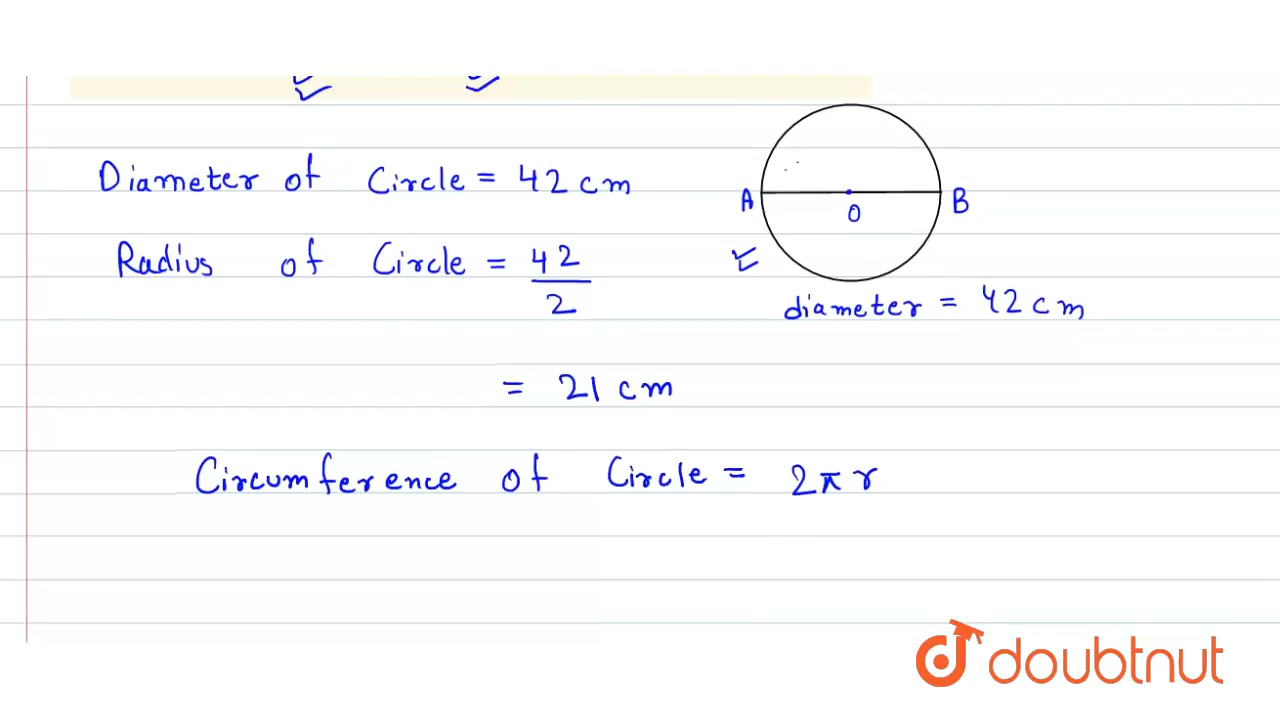 Diameter of Circle = 42 cm
A
O
B
Radius of Circle = 42/2
diameter = 42 cm
= 21 cm
Circumference of Circle = 2πr
doubtnut